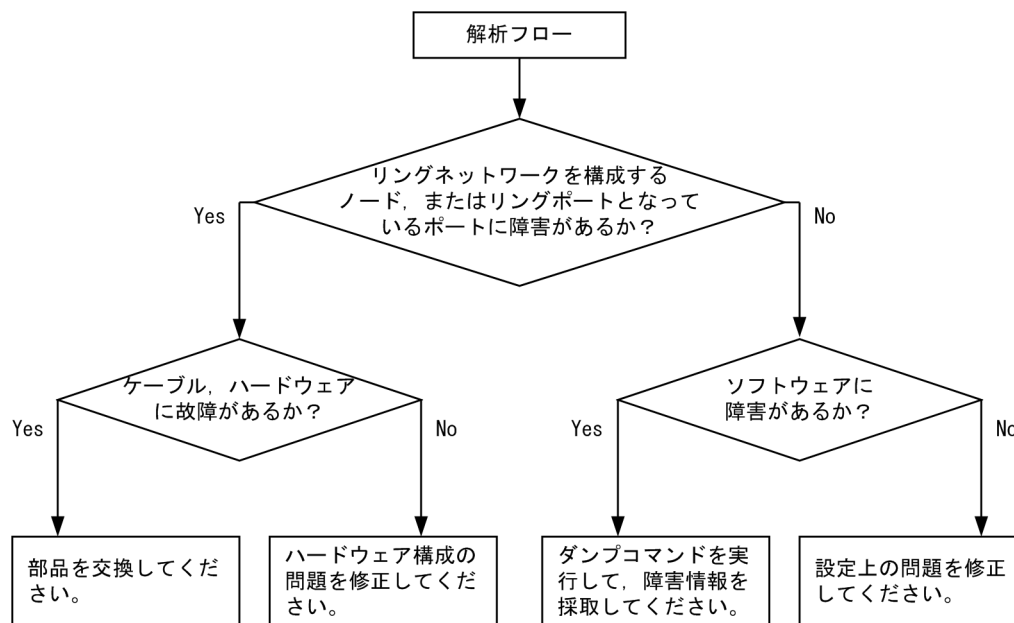 解析フロー
リングネットワークを構成する
ノード，またはリングポートとなって
いるポートに障害があるか？
Yes
No
ケーブル，ハードウェア
に故障があるか？
ソフトウェアに
障害があるか？
Yes
No
Yes
No
部品を交換してくだ
さい。
ハードウェア構成の
問題を修正してくだ
さい。
ダンプコマンドを実
行して，障害情報を
採取してください。
設定上の問題を修正
してください。